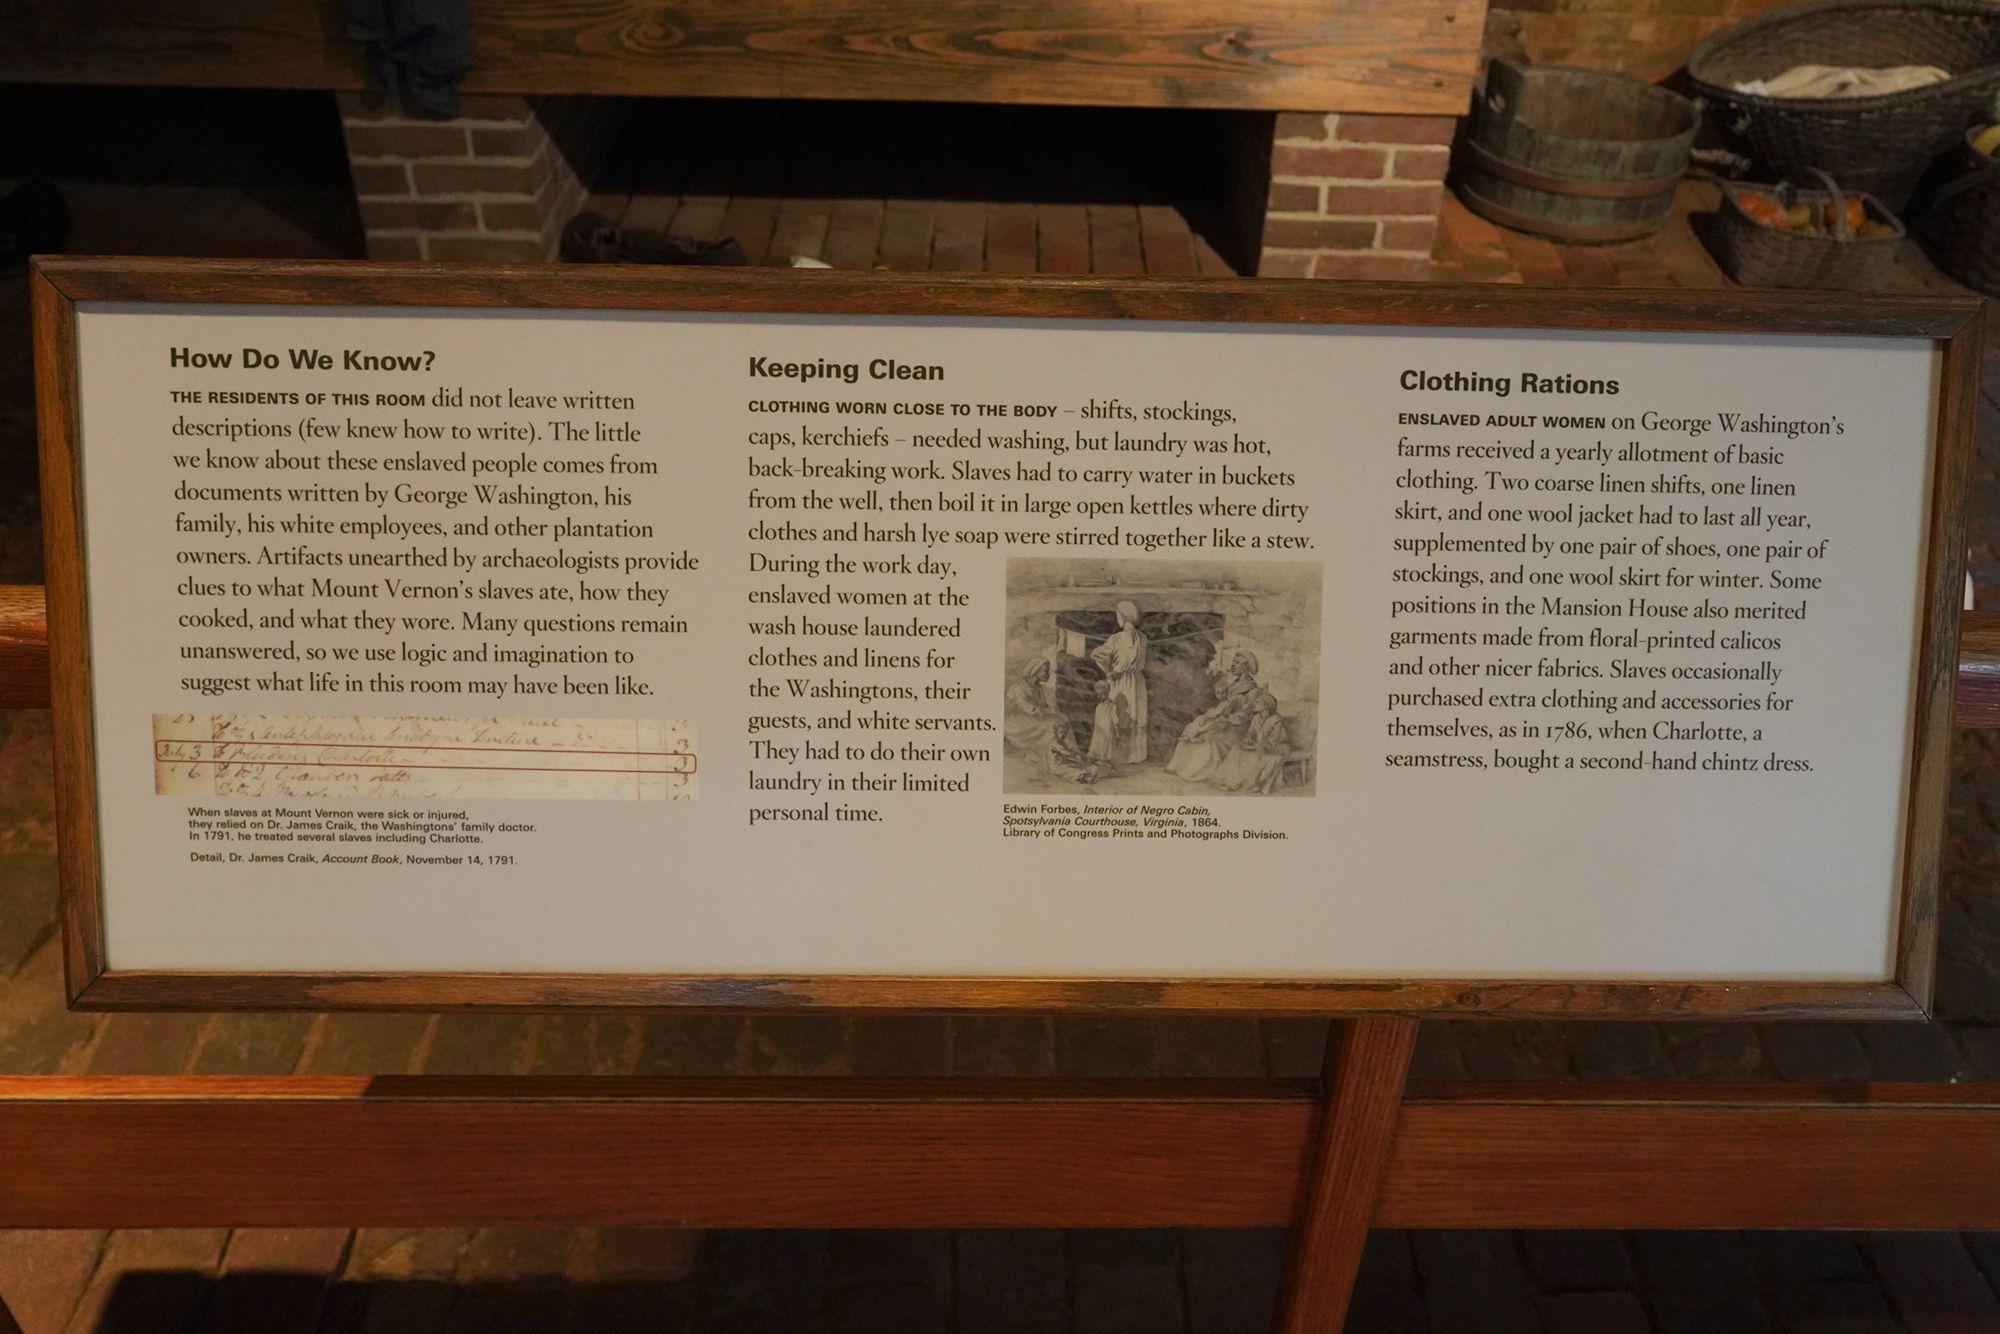 How Do We Know?
THE RESIDENTS OF THIS ROOM did not leave written
descriptions (few knew how to write). The little
we know about these enslaved people comes from
documents written by George Washington, his
family, his white employees, and other plantation
owners. Artifacts unearthed by archaeologists provide
clues to what Mount Vernon's slaves ate, how they
cooked, and what they wore. Many questions remain
unanswered, so we use logic and imagination to
suggest what life in this room may have been like.
July 3
Bleeding Charlotte
3
6
3
When slaves at Mount Vernon were sick or injured,
they relied on Dr. James Craik, the Washingtons' family doctor.
In 1791, he treated several slaves including Charlotte.
Detail, Dr. James Craik, Account Book, November 14, 1791.
Keeping Clean
CLOTHING WORN CLOSE TO THE BODY – shifts, stockings,
caps, kerchiefs – needed washing, but laundry was hot,
back-breaking work. Slaves had to carry water in buckets
from the well, then boil it in large open kettles where dirty
clothes and harsh lye soap were stirred together like a stew.
During the work day,
enslaved women at the
wash house laundered
clothes and linens for
the Washingtons, their
guests, and white servants.
They had to do their own
laundry in their limited
personal time.
Edwin Forbes, Interior of Negro Cabin,
Spotsylvania Courthouse, Virginia, 1864.
Library of Congress Prints and Photographs Division.
Clothing Rations
ENSLAVED ADULT WOMEN on George Washington's
farms received a yearly allotment of basic
clothing. Two coarse linen shifts, one linen
skirt, and one wool jacket had to last all year,
supplemented by one pair of shoes, one pair of
stockings, and one wool skirt for winter. Some
positions in the Mansion House also merited
garments made from floral-printed calicos
and other nicer fabrics. Slaves occasionally
purchased extra clothing and accessories for
themselves, as in 1786, when Charlotte, a
seamstress, bought a second-hand chintz dress.